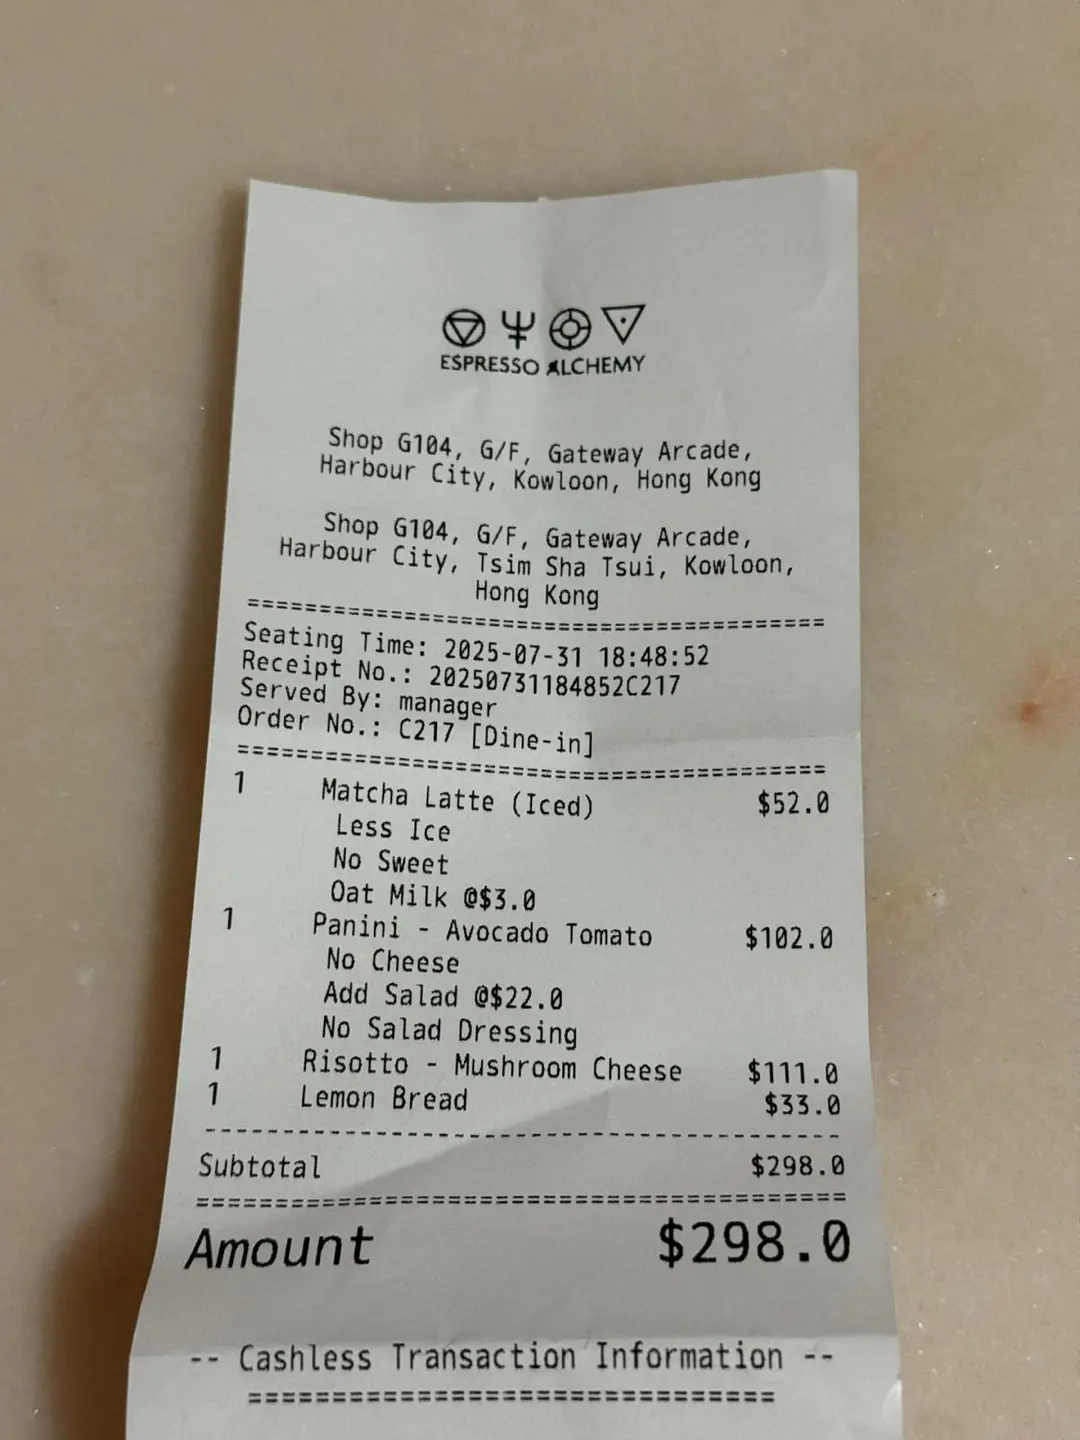 ESPRESSO ALCHEMY
Shop G104, G/F, Gateway Arcade,
Harbour City, Kowloon, Hong Kong
Shop G104, G/F, Gateway Arcade,
Harbour City, Tsim Sha Tsui, Kowloon,
Hong Kong
========================================
Seating Time: 2025-07-31 18:48:52
Receipt No.: 20250731184852C217
Served By: manager
Order No.: C217 [Dine-in]
========================================
1 Matcha Latte (Iced) $52.0
Less Ice
No Sweet
Oat Milk @$3.0
1 Panini - Avocado Tomato $102.0
No Cheese
Add Salad @$22.0
No Salad Dressing
1 Risotto - Mushroom Cheese $111.0
1 Lemon Bread $33.0
----------------------------------------
Subtotal $298.0
========================================
Amount $298.0
-- Cashless Transaction Information --
================================